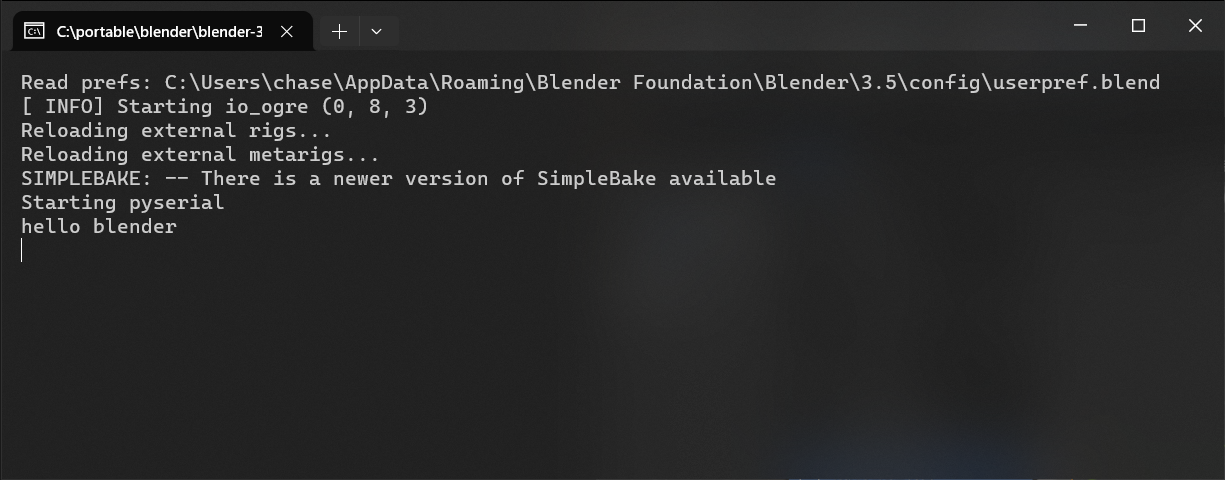 C:\portable\blender\blender-3
Read prefs: C:\Users\chase\AppData\Roaming\Blender Foundation\Blender\3.5\config\userpref.blend
[ INFO] Starting io_ogre (0, 8, 3)
Reloading external rigs...
Reloading external metarigs...
SIMPLEBAKE: -- There is a newer version of SimpleBake available
Starting pyserial
hello blender